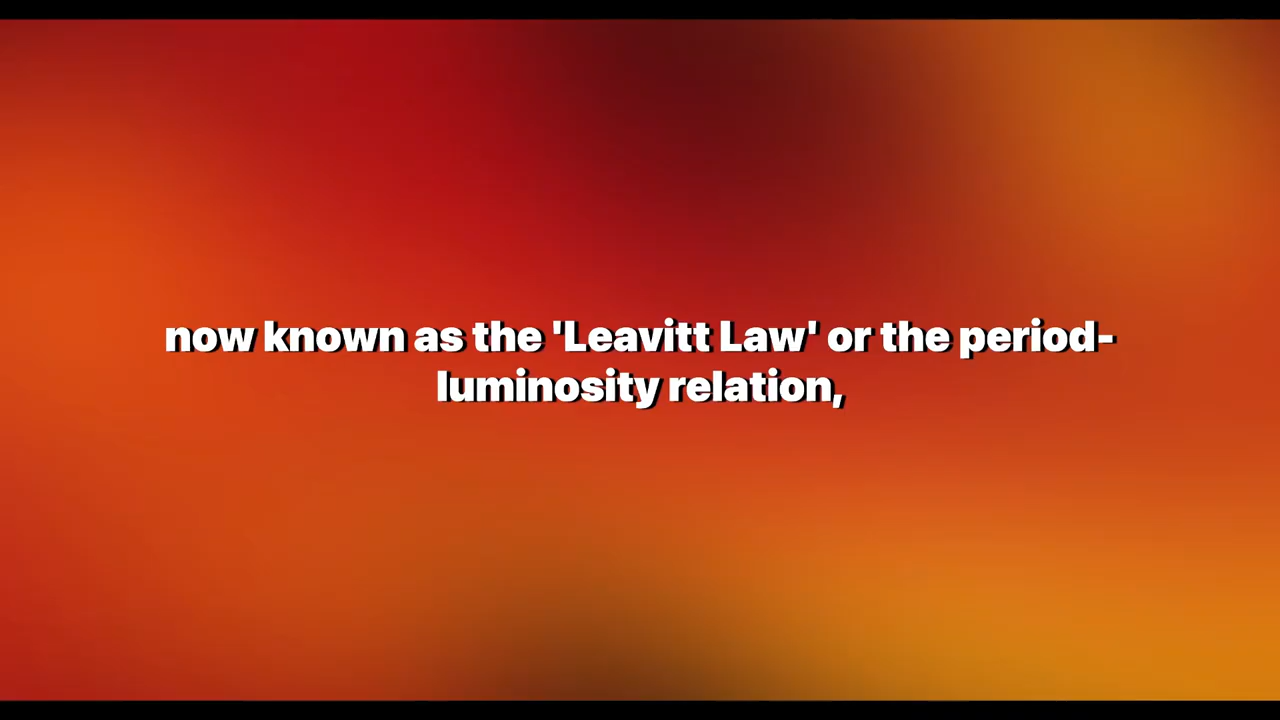 now known as the 'Leavitt Law' or the period-
luminosity relation,